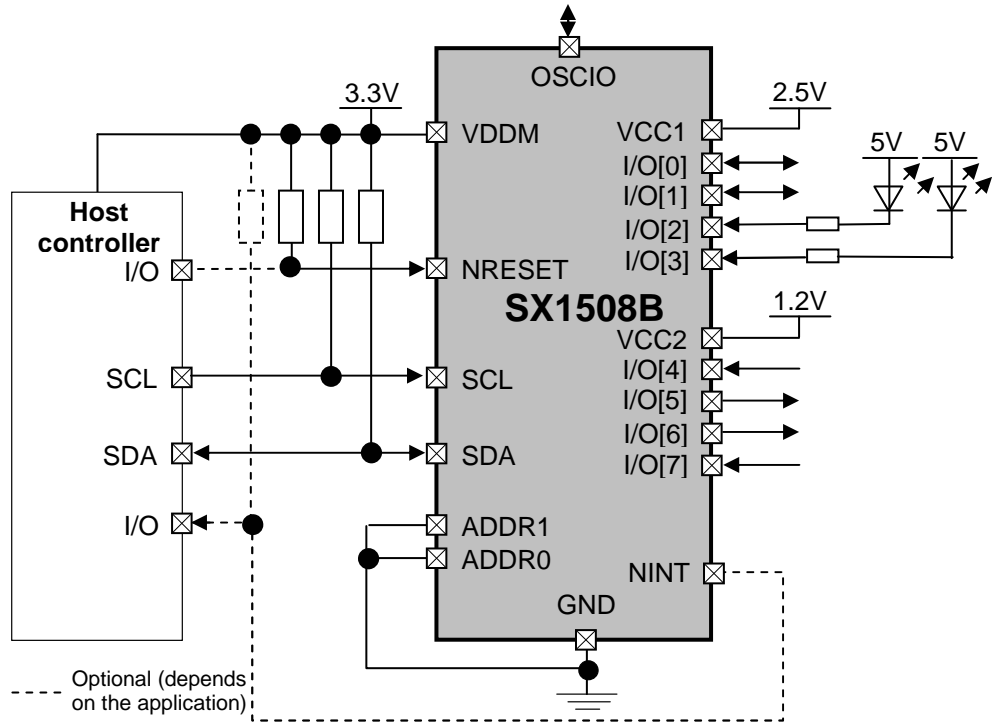 OSCIO
3.3V
2.5V
VDDM
VCC1
5V
5V
I/O[0]
I/O[1]
Host
controller
I/O[2]
I/O
NRESET
I/O[3]
SX1508B
1.2V
VCC2
SCL
SCL
I/O[4]
I/O[5]
I/O[6]
SDA
SDA
I/O[7]
I/O
ADDR1
ADDR0
NINT
GND
Optional (depends
on the application)